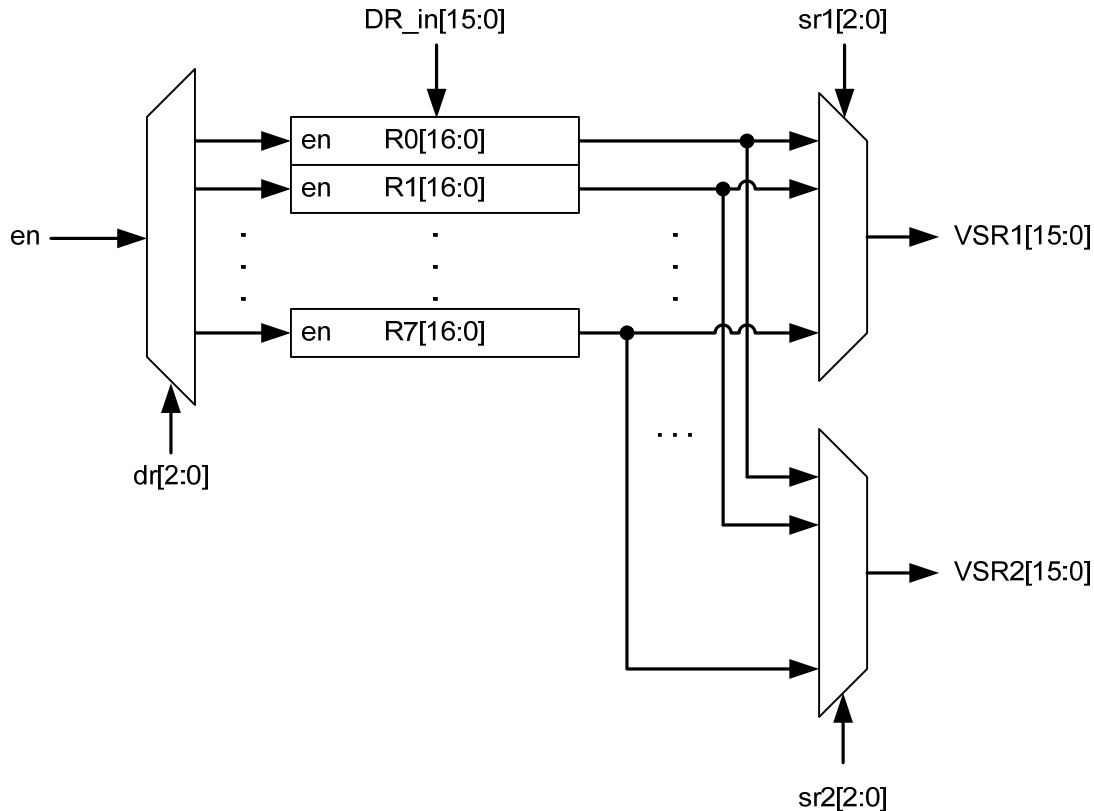 DR_in[15:0]
sr1[2:0]
en R0[16:0]
en R1[16:0]
en
VSR1[15:0]
en R7[16:0]
dr[2:0]
VSR2[15:0]
sr2[2:0]